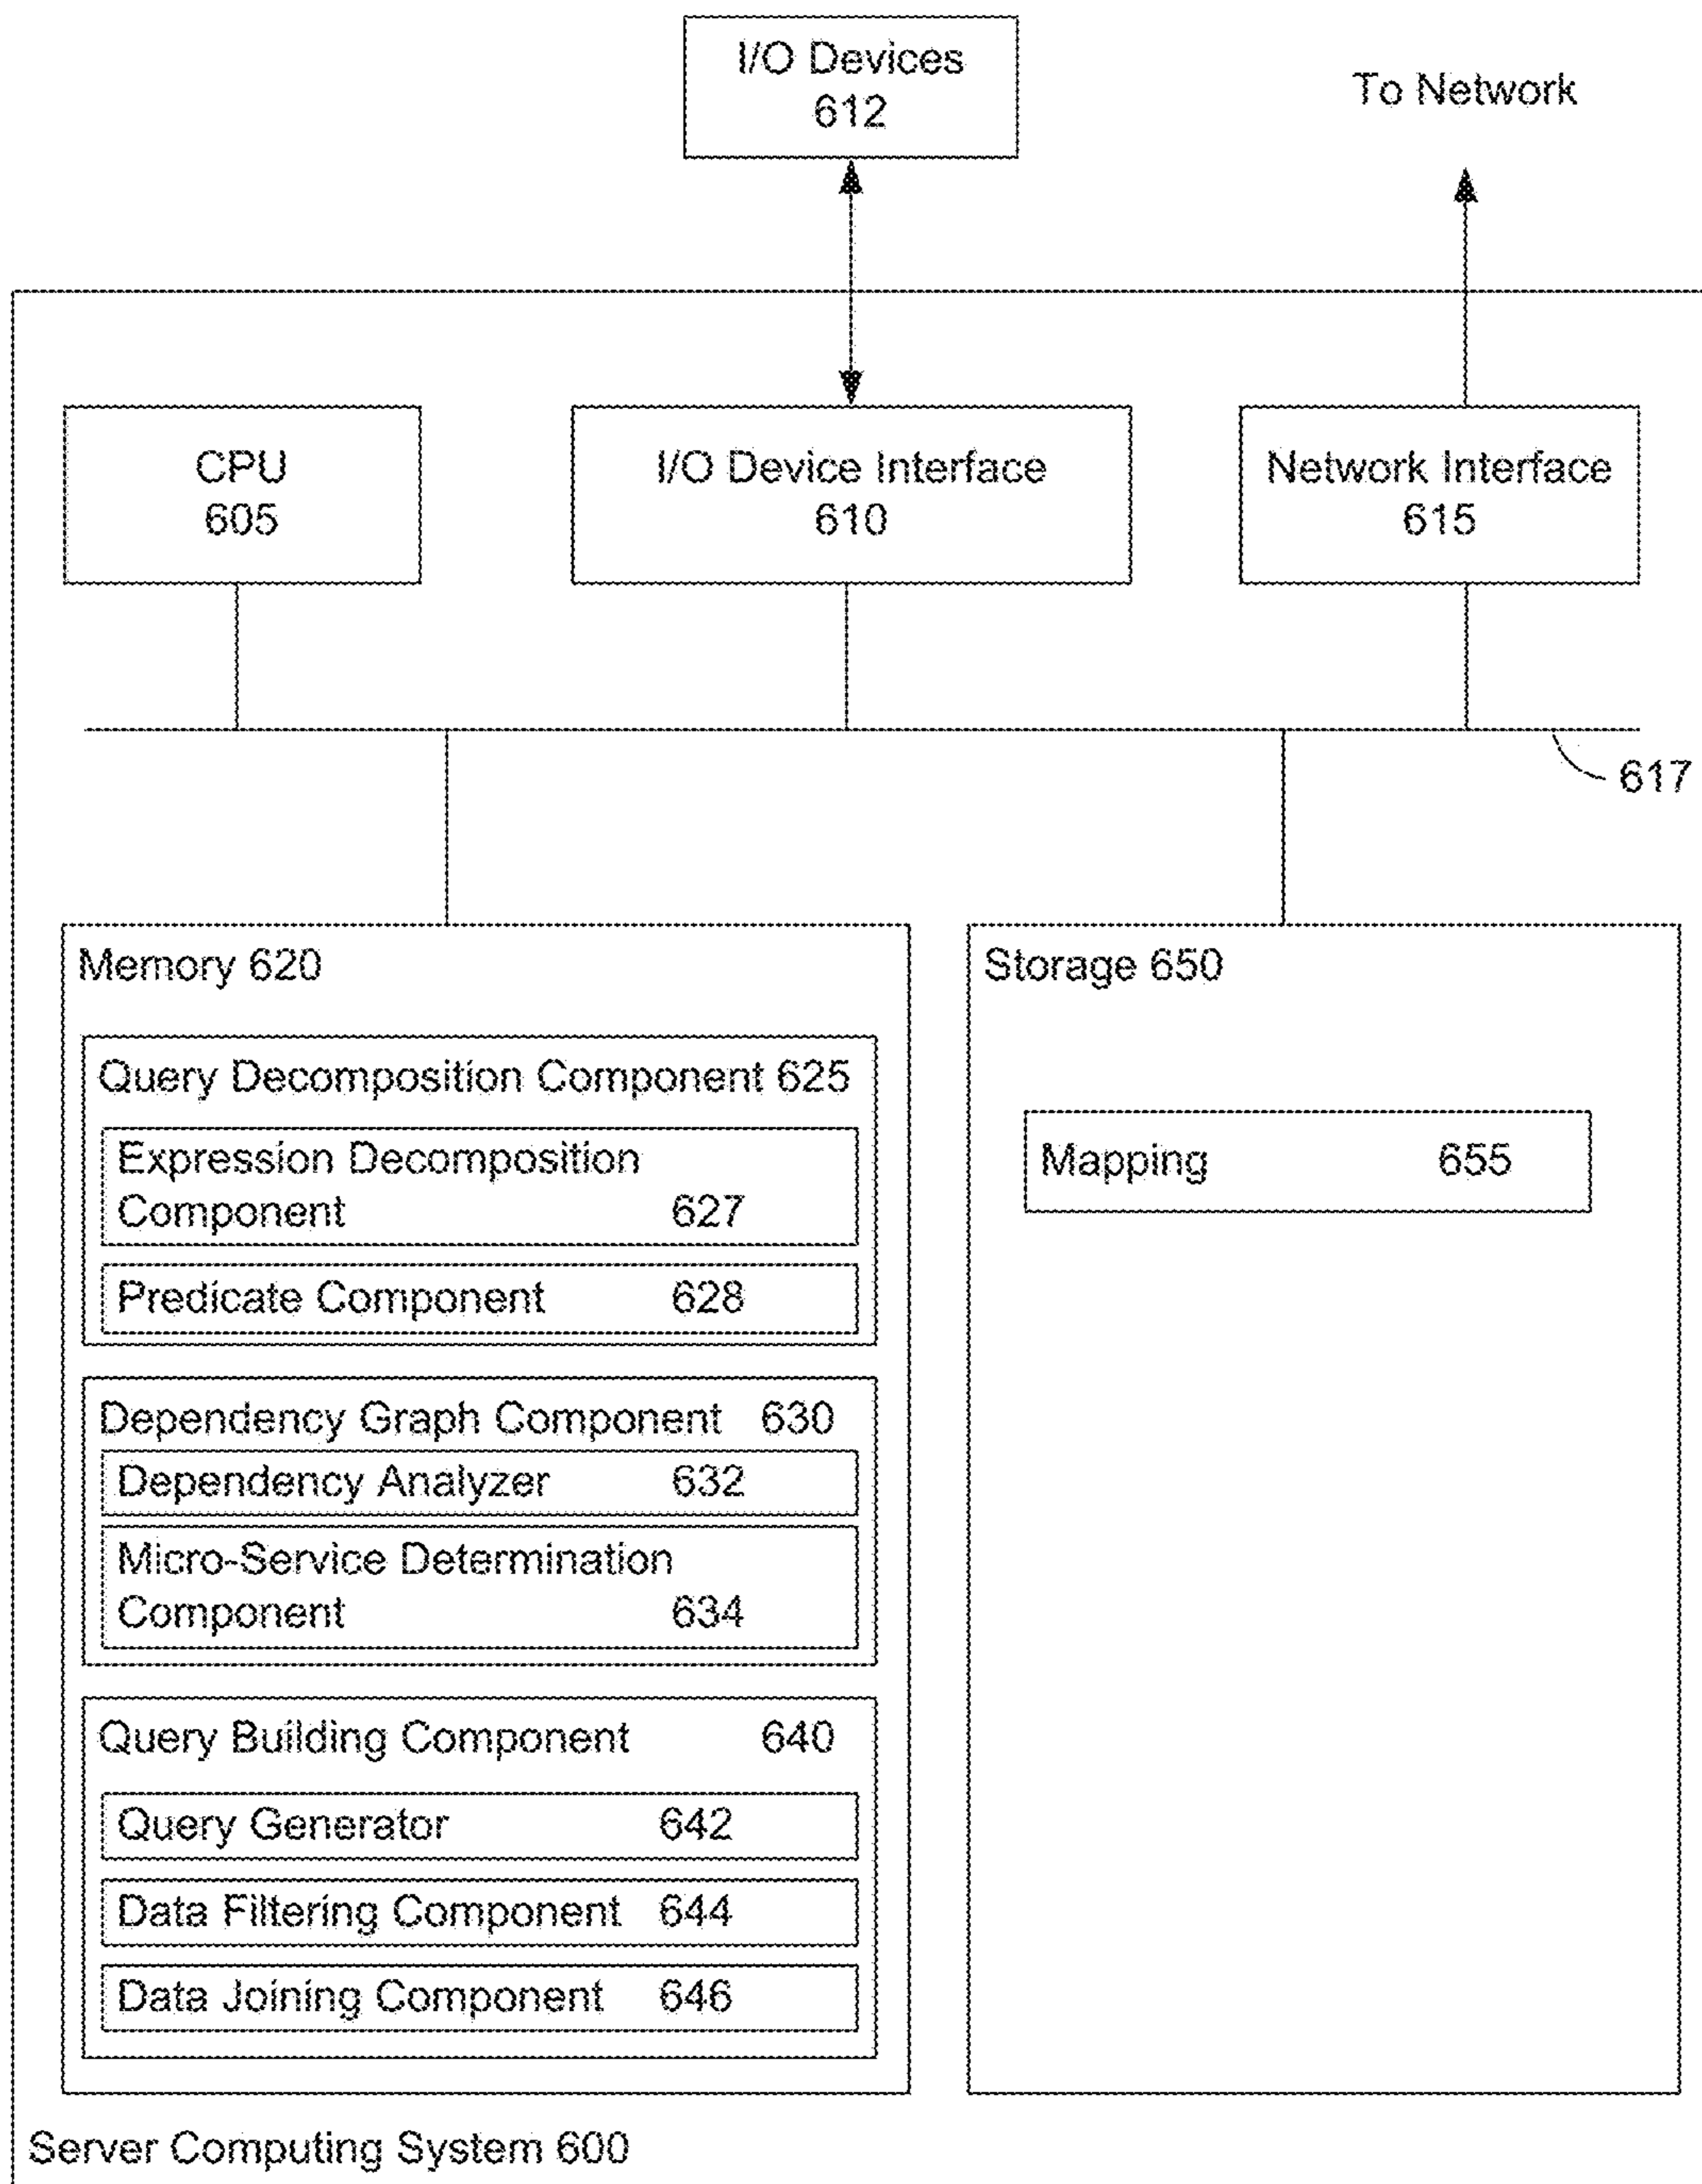 I/O Devices
612
To Network
CPU
605
I/O Device Interface
610
Network Interface
615
617
Memory 620
Query Decomposition Component 625
Expression Decomposition
Component 627
Predicate Component 628
Dependency Graph Component 630
Dependency Analyzer 632
Micro-Service Determination
Component 634
Query Building Component 640
Query Generator 642
Data Filtering Component 644
Data Joining Component 646
Storage 650
Mapping 655
Server Computing System 600